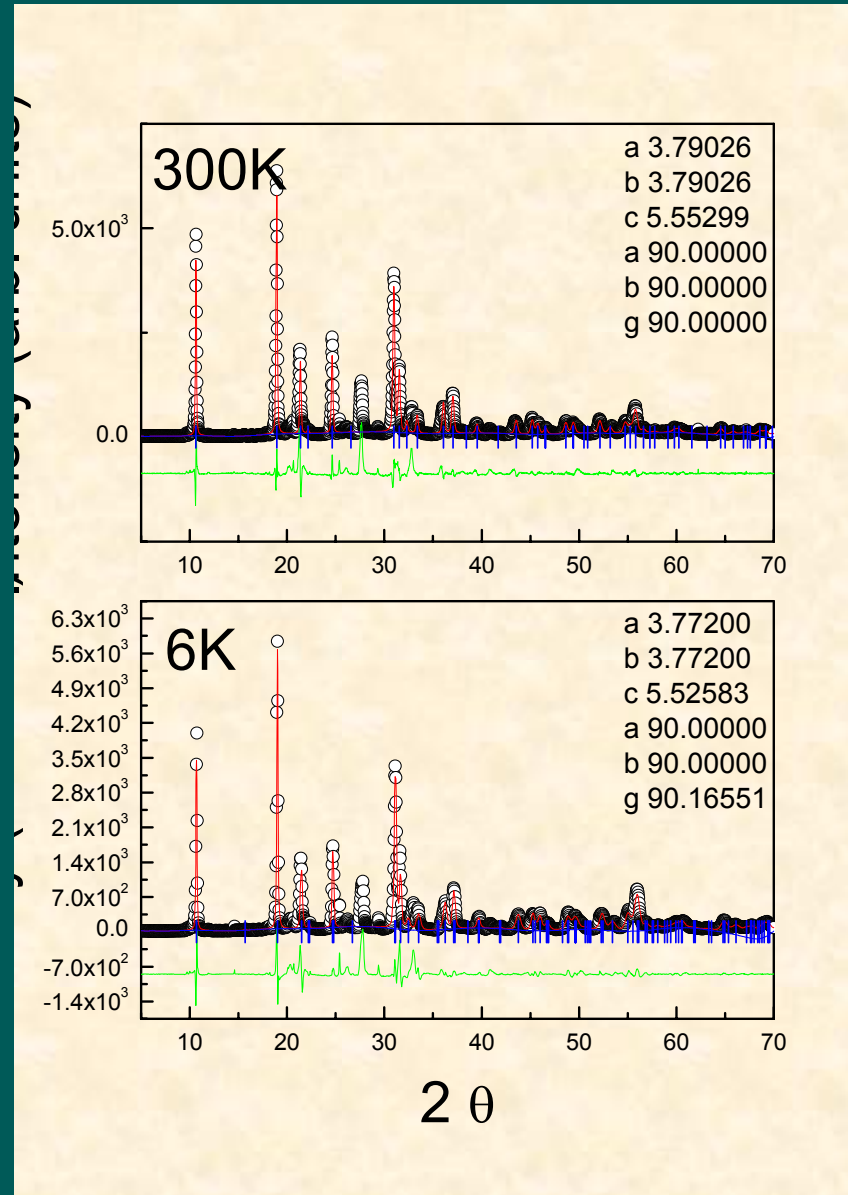 300K
a 3.79026
b 3.79026
c 5.55299
a 90.00000
b 90.00000
g 90.00000
5.0x10³
0.0
10 20 30 40 50 60 70
6K
a 3.77200
b 3.77200
c 5.52583
a 90.00000
b 90.00000
g 90.16551
6.3x10³
5.6x10³
4.9x10³
4.2x10³
3.5x10³
2.8x10³
2.1x10³
1.4x10³
7.0x10²
0.0
-7.0x10²
-1.4x10³
10 20 30 40 50 60 70
2 θ